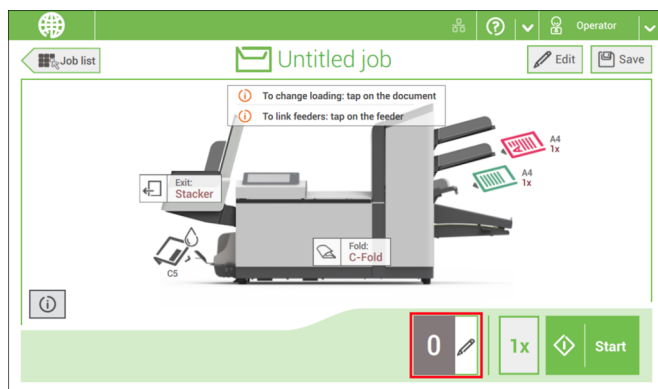 Operator
Job list
Untitled job
Edit
Save
To change loading: tap on the document
To link feeders: tap on the feeder
A4
1x
A4
1x
Exit:
Stacker
Fold:
C-Fold
C5
0
1x
Start